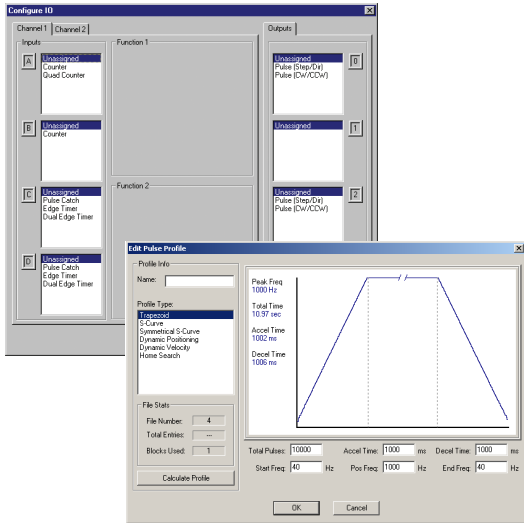 Configure IO
Channel 1 Channel 2
Outputs
Inputs
Function 1
A
Unassigned
Counter
Quad Counter
Unassigned
Pulse (Step/Dir)
Pulse (CW/CCW)
0
B
Unassigned
Counter
Unassigned
1
Function 2
C
Unassigned
Pulse Catch
Edge Timer
Dual Edge Timer
Unassigned
Pulse (Step/Dir)
Pulse (CW/CCW)
2
D
Unassigned
Pulse Catch
Edge Timer
Dual Edge Timer
Edit Pulse Profile
Profile Info
Name:
Profile Type:
Trapezoid
S-Curve
Symmetrical S-Curve
Dynamic Positioning
Dynamic Velocity
Home Search
File Stats
File Number: 4
Total Entries: ---
Blocks Used: 1
Calculate Profile
Peak Freq
1000 Hz
Total Time
10.97 sec
Accel Time
1002 ms
Decel Time
1006 ms
Total Pulses: 10000 Accel Time: 1000 ms Decel Time: 1000 ms
Start Freq: 40 Hz Pos Freq: 1000 Hz End Freq: 40 Hz
OK Cancel